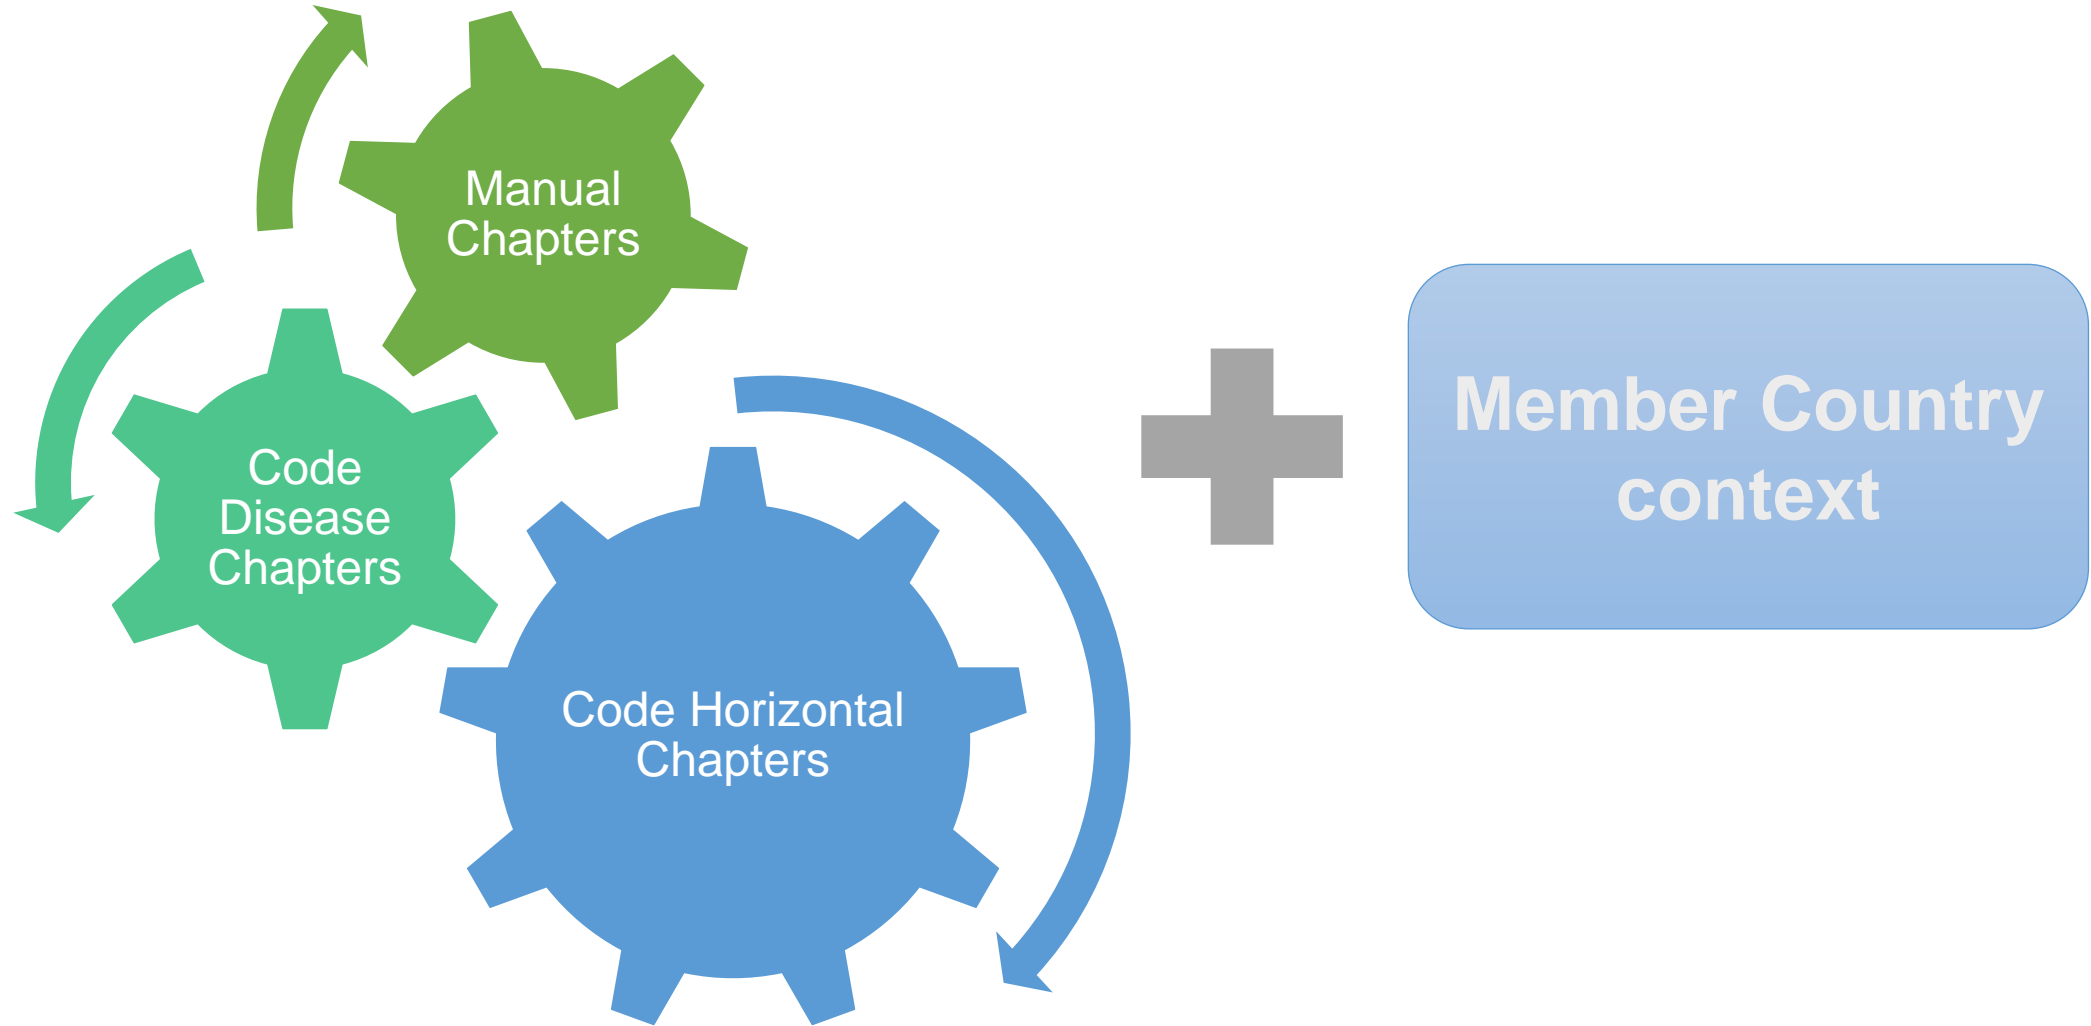 Manual
Chapters
Code
Disease
Chapters
Code Horizontal
Chapters
Member Country
context